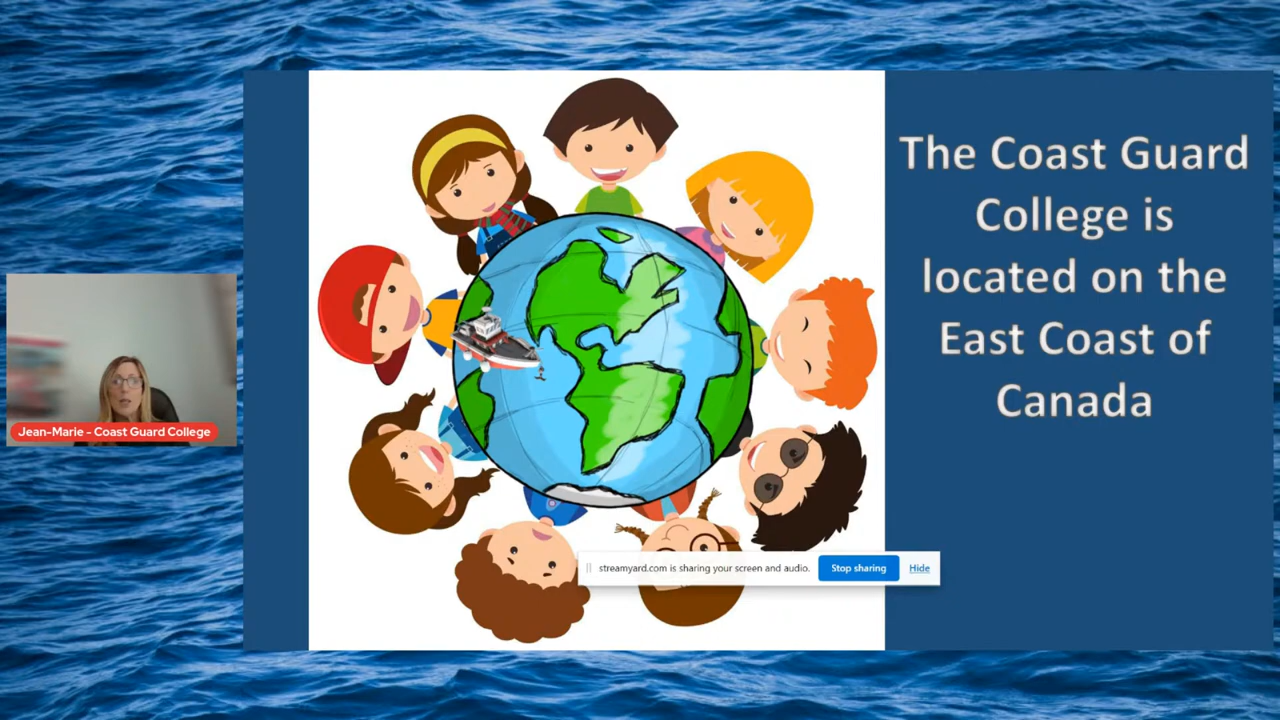 The Coast Guard
College is
located on the
East Coast of
Canada
Jean-Marie - Coast Guard College
streamyard.com is sharing your screen and audio.
Stop sharing
Hide